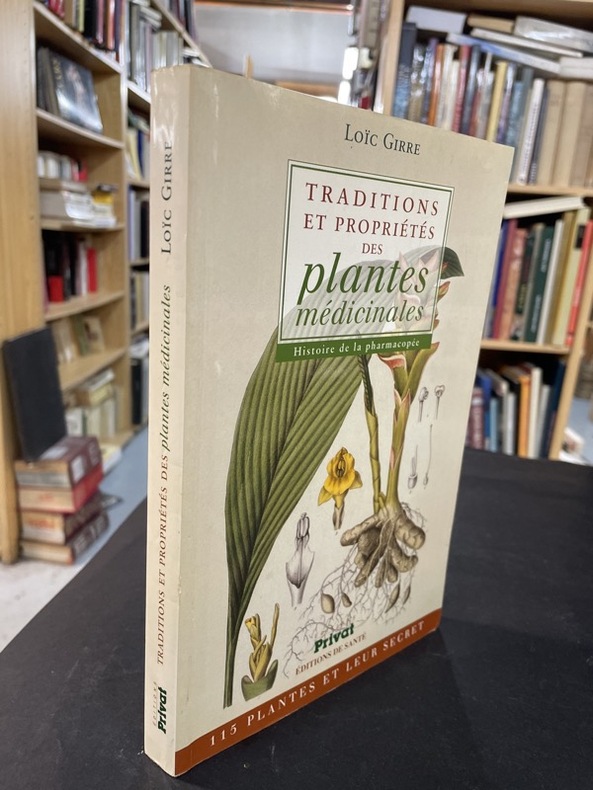 LOÏC GIRRE
TRADITIONS
ET PROPRIÉTÉS
DES
plantes
médicinales
Histoire de la pharmacopée
Privat
ÉDITIONS DE SANTÉ
115 PLANTES ET LEUR SECRET
LOÏC GIRRE
TRADITIONS ET PROPRIÉTÉS DES plantes médicinales
EDITIONS
Privat